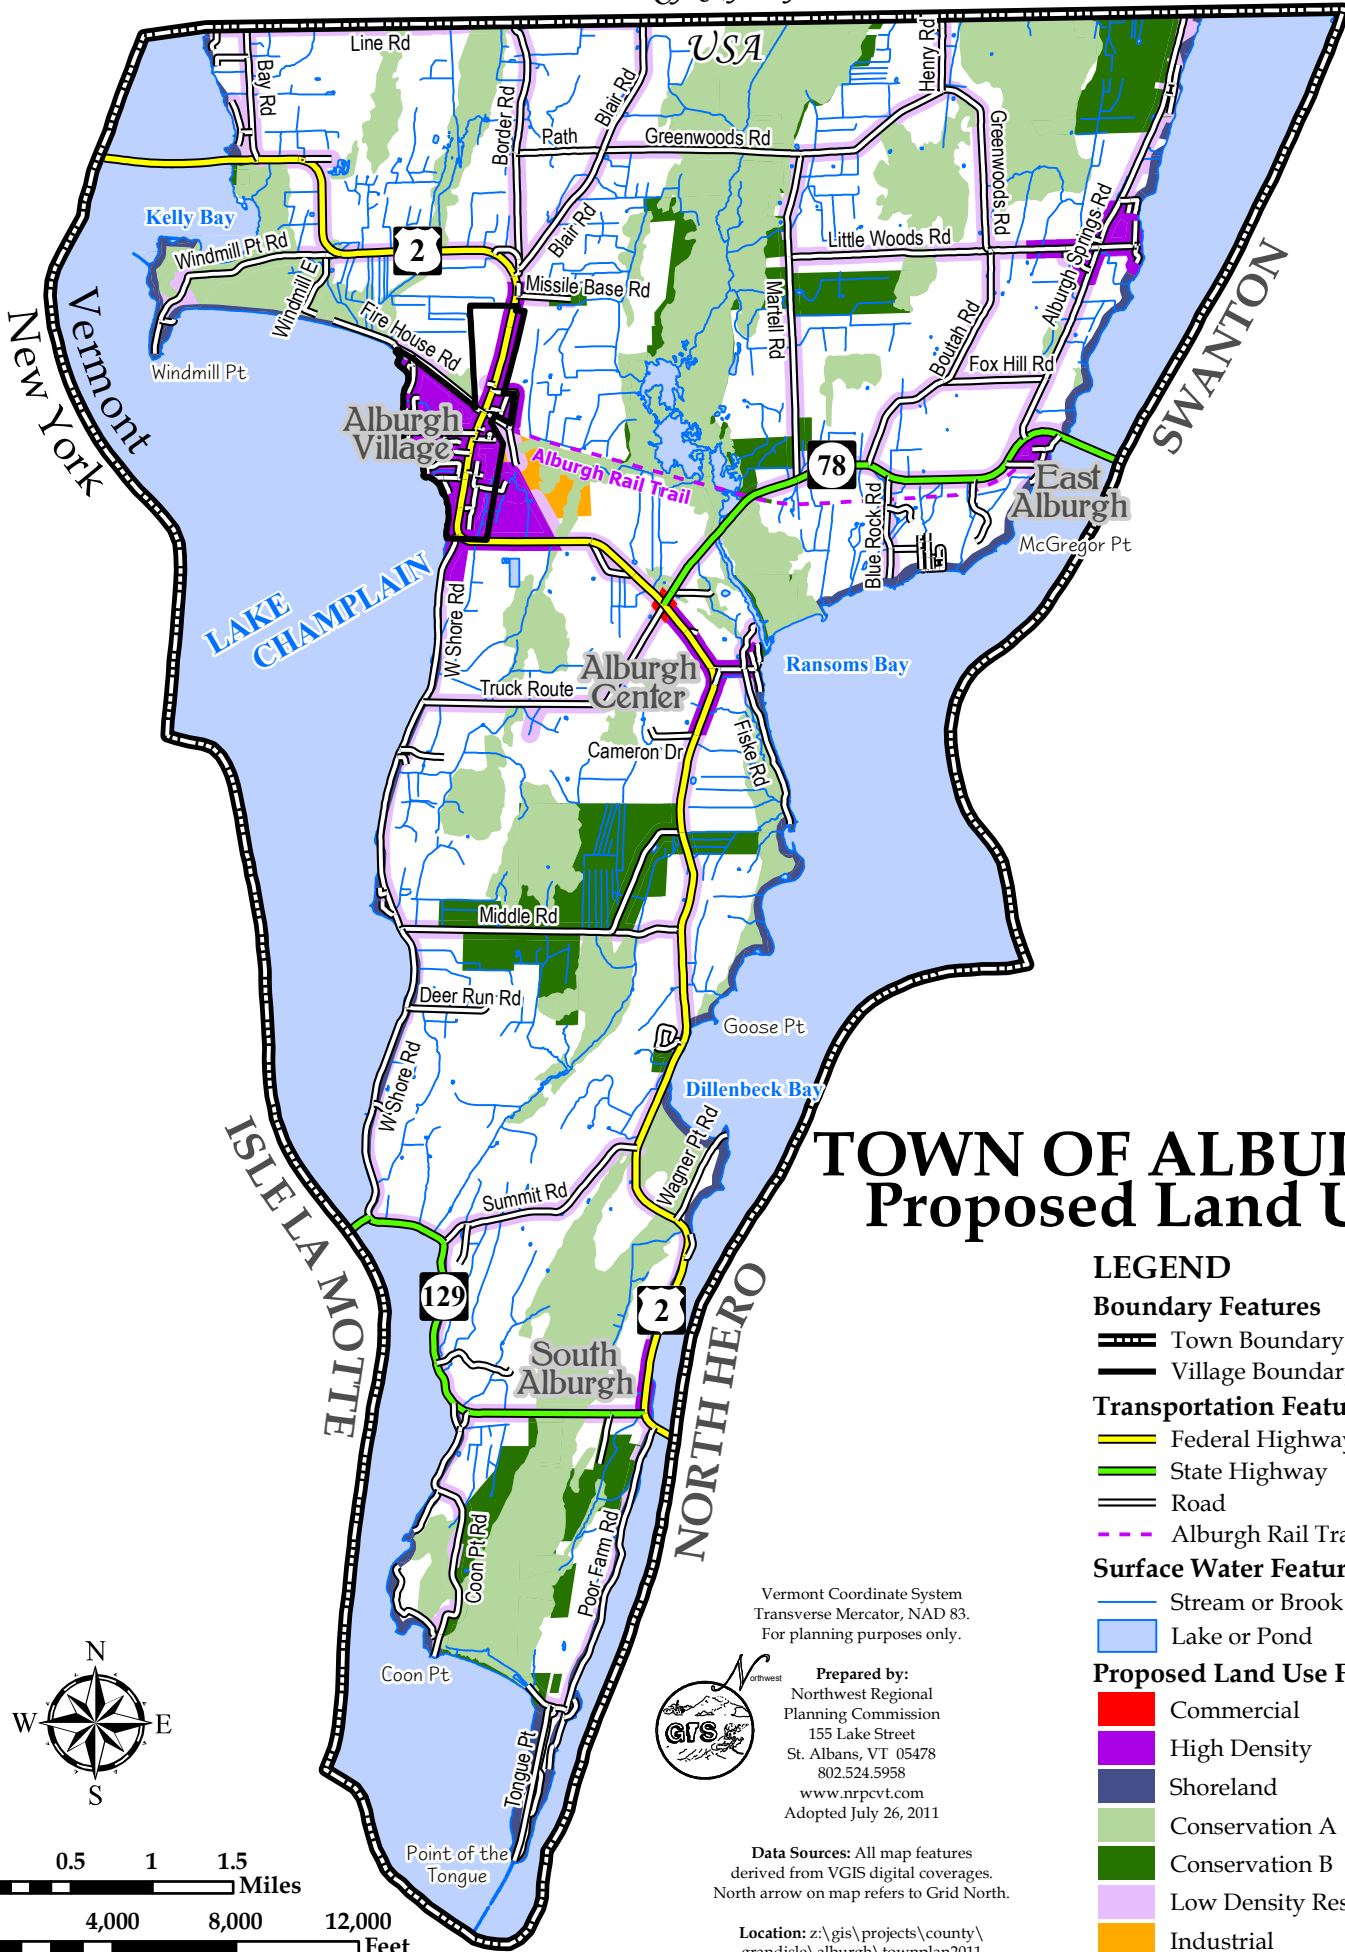 USA
Line Rd
Bay Rd
Border Rd
Blair Rd
Path
Greenwoods Rd
Henry Rd
Greenwoods Rd
Kelly Bay
Windmill Pt Rd
Windmill E
2
Blair Rd
Missile Base Rd
Little Woods Rd
Alburgh Springs Rd
Martell Rd
Boutah Rd
Fox Hill Rd
Fire House Rd
Windmill Pt
Vermont
New York
SWANTON
Alburgh
Village
Alburgh Rail Trail
78
East
Alburgh
Blue Rock Rd
McGregor Pt
LAKE
CHAMPLAIN
W Shore Rd
Alburgh
Center
Ransoms Bay
Truck Route
Cameron Dr
Fiske Rd
Middle Rd
Deer Run Rd
Goose Pt
W Shore Rd
Dillenbeck Bay
Wagner Pt Rd
Summit Rd
ISLE LA MOTTE
129
2
NORTH HERO
South
Alburgh
Coon Pt Rd
Poor Farm Rd
Coon Pt
Tongue Pt
Point of the
Tongue
N
W E
S
0.5 1 1.5
Miles
4,000 8,000 12,000
Feet
TOWN OF ALBU
Proposed Land U
LEGEND
Boundary Features
Town Boundary
Village Boundar
Transportation Featu
Federal Highway
State Highway
Road
Alburgh Rail Tra
Surface Water Featur
Stream or Brook
Lake or Pond
Proposed Land Use F
Commercial
High Density
Shoreland
Conservation A
Conservation B
Low Density Res
Industrial
Vermont Coordinate System
Transverse Mercator, NAD 83.
For planning purposes only.
Northwest
GIS
Prepared by:
Northwest Regional
Planning Commission
155 Lake Street
St. Albans, VT 05478
802.524.5958
www.nrpcvt.com
Adopted July 26, 2011
Data Sources: All map features
derived from VGIS digital coverages.
North arrow on map refers to Grid North.
Location: z:\gis\projects\county\
grandisle\alburgh\townplan2011